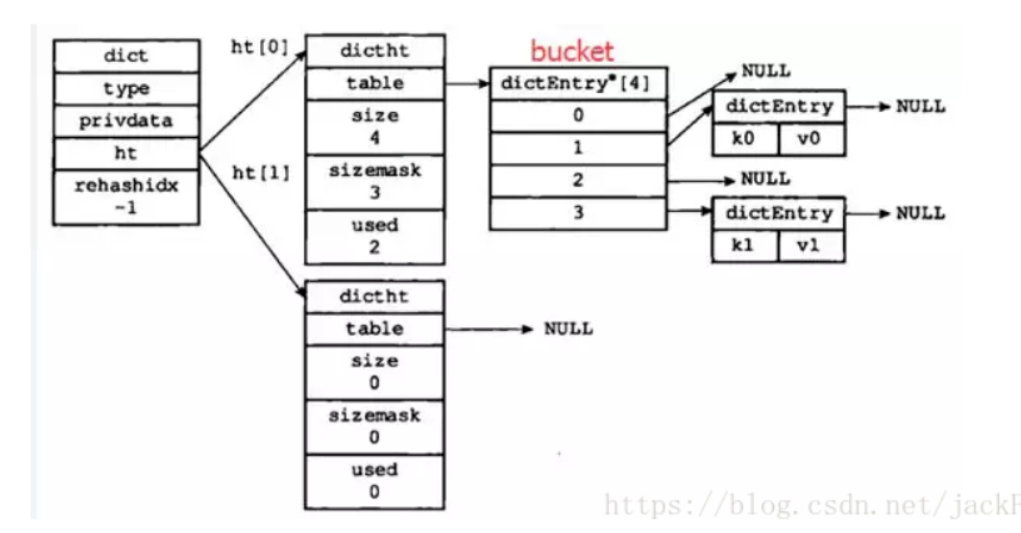 dict
type
privdata
ht
rehashidx
-1
ht[0]
ht[1]
dictht
table
size
4
sizemask
3
used
2
bucket
dictEntry*[4]
0
1
2
3
NULL
dictEntry
k0 v0
NULL
NULL
dictEntry
k1 v1
NULL
dictht
table
NULL
size
0
sizemask
0
used
0
https://blog.csdn.net/jackF